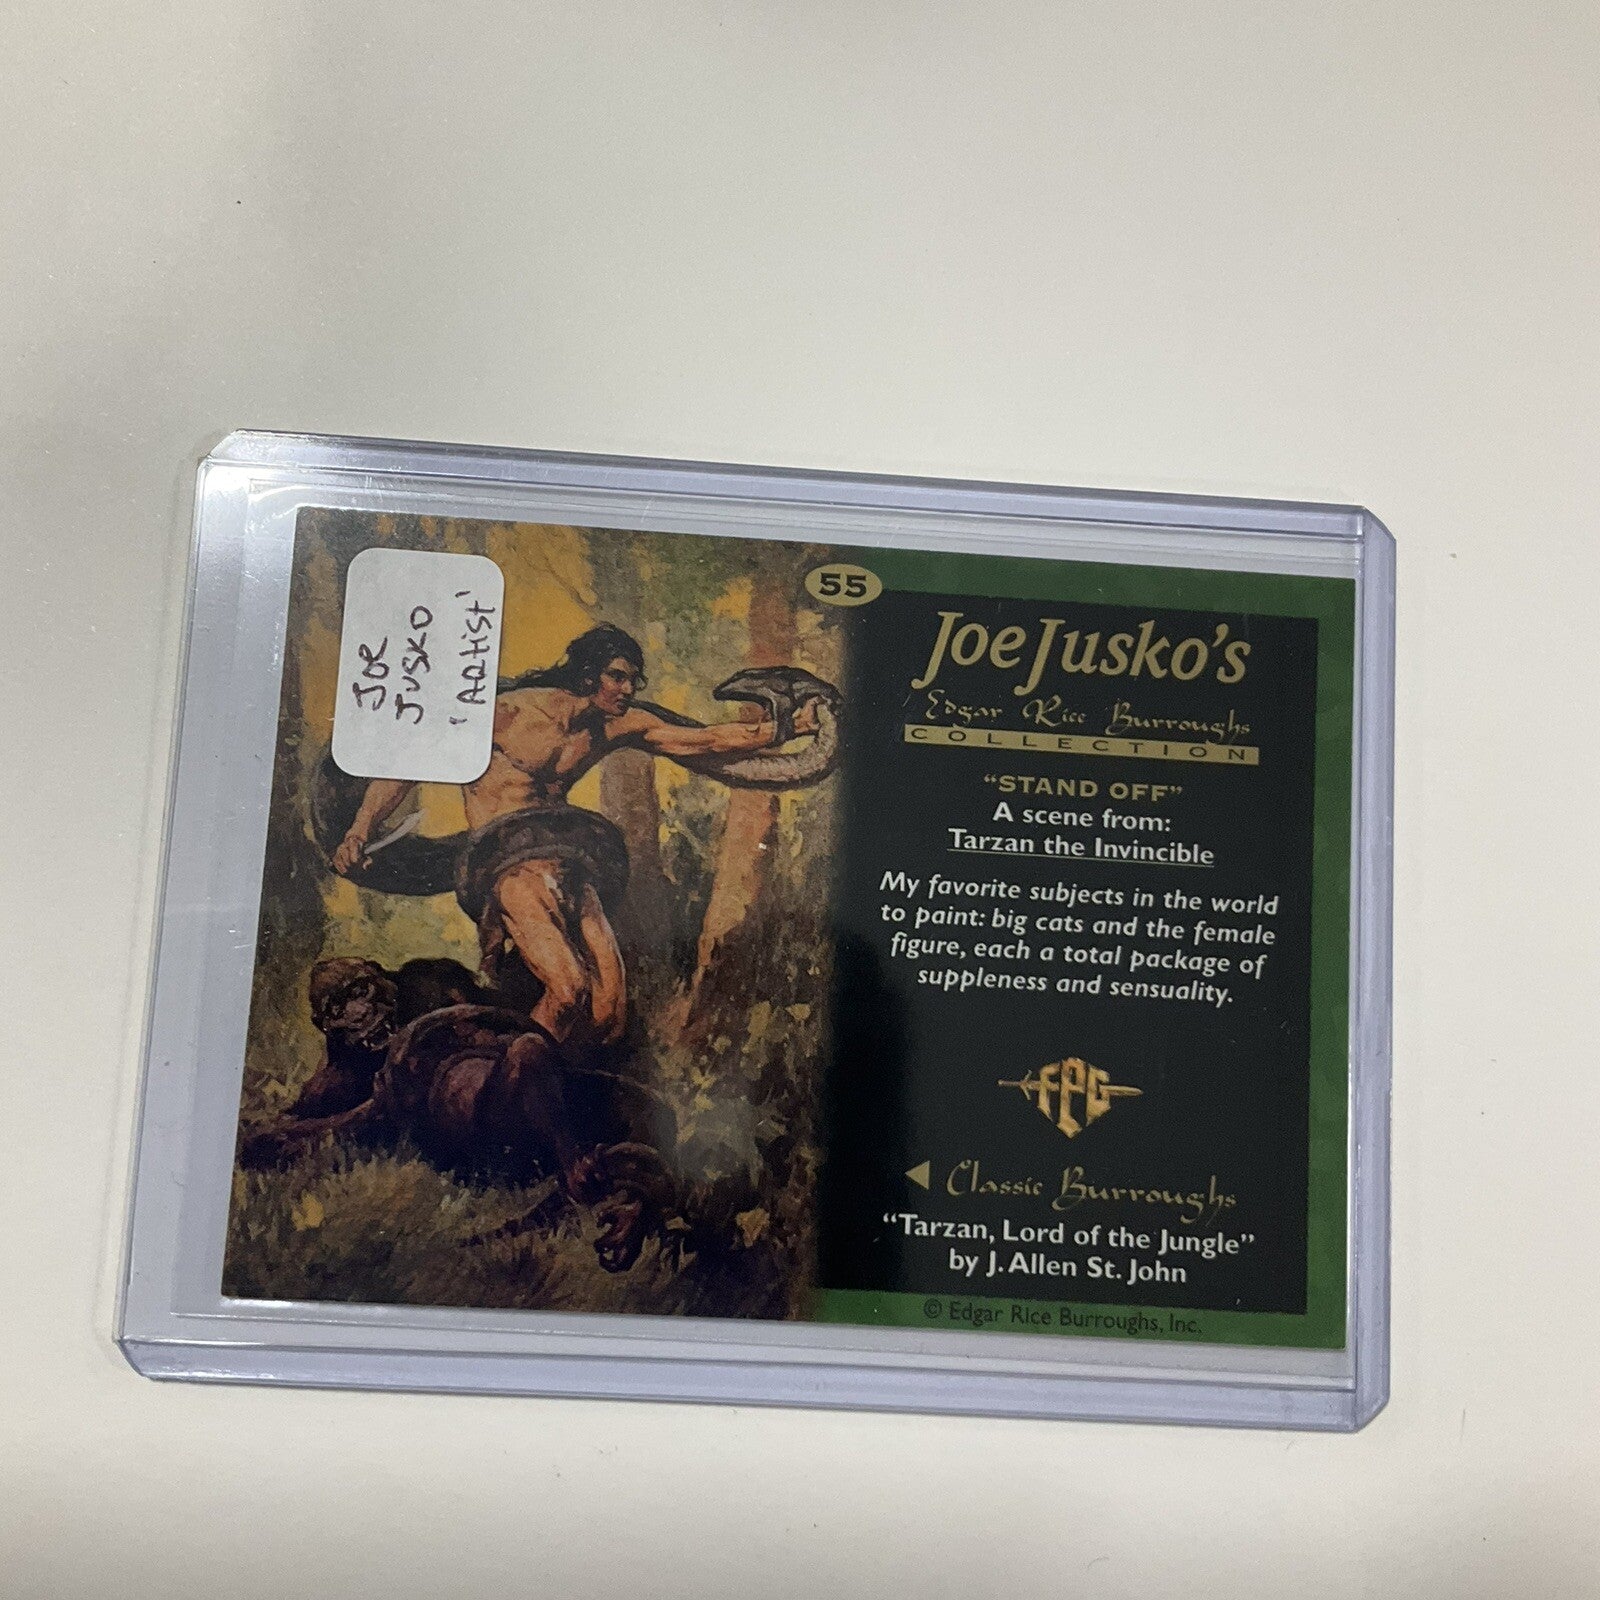 JOE
JUSKO
'ARtist'
55
Joe Jusko's
Edgar Rice Burroughs
COLLECTION
“STAND OFF”
A scene from:
Tarzan the Invincible
My favorite subjects in the world
to paint: big cats and the female
figure, each a total package of
suppleness and sensuality.
FPG
Classic Burroughs
“Tarzan, Lord of the Jungle”
by J. Allen St. John
© Edgar Rice Burroughs, Inc.